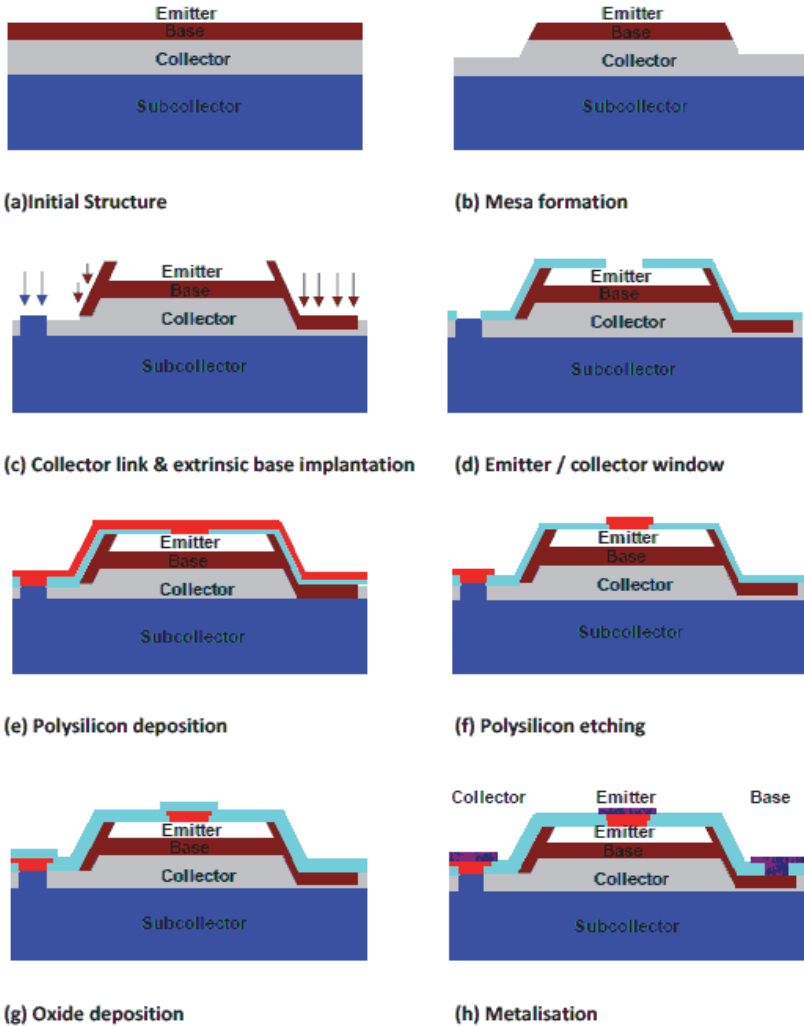 Emitter
Base
Collector
Subcollector
(a)Initial Structure
Emitter
Base
Collector
Subcollector
(b) Mesa formation
Emitter
Base
Collector
Subcollector
(c) Collector link & extrinsic base implantation
Emitter
Base
Collector
Subcollector
(d) Emitter / collector window
Emitter
Base
Collector
Subcollector
(e) Polysilicon deposition
Emitter
Base
Collector
Subcollector
(f) Polysilicon etching
Emitter
Base
Collector
Subcollector
(g) Oxide deposition
Collector Emitter Base
Emitter
Base
Collector
Subcollector
(h) Metalisation